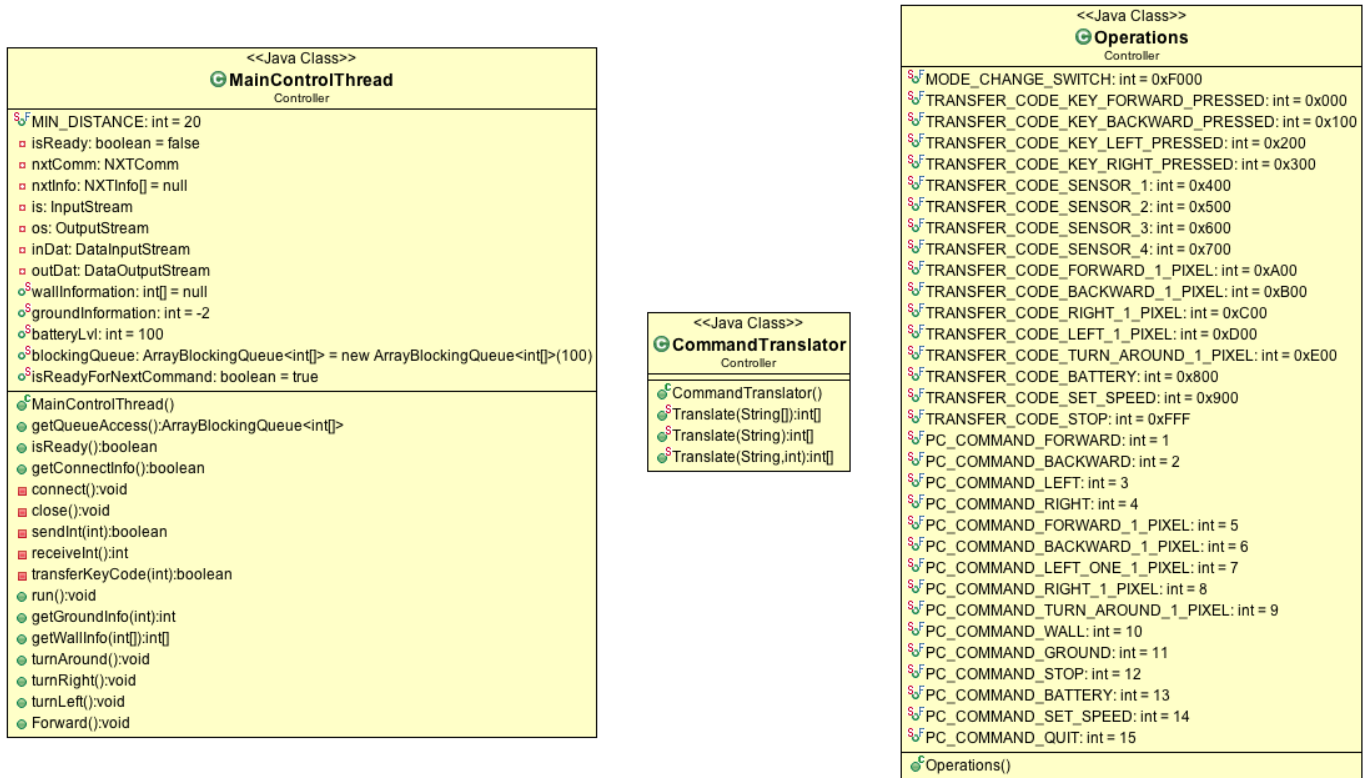 <<Java Class>>
MainControlThread
Controller
MIN_DISTANCE: int = 20
isReady: boolean = false
nxtComm: NXTComm
nxtInfo: NXTInfo[] = null
is: InputStream
os: OutputStream
inDat: DataInputStream
outDat: DataOutputStream
wallInformation: int[] = null
groundInformation: int = -2
batteryLvl: int = 100
blockingQueue: ArrayBlockingQueue<int[]> = new ArrayBlockingQueue<int[]>(100)
isReadyForNextCommand: boolean = true
MainControlThread()
getQueueAccess():ArrayBlockingQueue<int[]>
isReady():boolean
getConnectInfo():boolean
connect():void
close():void
sendInt(int):boolean
receiveInt():int
transferKeyCode(int):boolean
run():void
getGroundInfo(int):int
getWallInfo(int[]):int[]
turnAround():void
turnRight():void
turnLeft():void
Forward():void
<<Java Class>>
CommandTranslator
Controller
CommandTranslator()
Translate(String[]):int[]
Translate(String):int[]
Translate(String,int):int[]
<<Java Class>>
Operations
Controller
MODE_CHANGE_SWITCH: int = 0xF000
TRANSFER_CODE_KEY_FORWARD_PRESSED: int = 0x000
TRANSFER_CODE_KEY_BACKWARD_PRESSED: int = 0x100
TRANSFER_CODE_KEY_LEFT_PRESSED: int = 0x200
TRANSFER_CODE_KEY_RIGHT_PRESSED: int = 0x300
TRANSFER_CODE_SENSOR_1: int = 0x400
TRANSFER_CODE_SENSOR_2: int = 0x500
TRANSFER_CODE_SENSOR_3: int = 0x600
TRANSFER_CODE_SENSOR_4: int = 0x700
TRANSFER_CODE_FORWARD_1_PIXEL: int = 0xA00
TRANSFER_CODE_BACKWARD_1_PIXEL: int = 0xB00
TRANSFER_CODE_RIGHT_1_PIXEL: int = 0xC00
TRANSFER_CODE_LEFT_1_PIXEL: int = 0xD00
TRANSFER_CODE_TURN_AROUND_1_PIXEL: int = 0xE00
TRANSFER_CODE_BATTERY: int = 0x800
TRANSFER_CODE_SET_SPEED: int = 0x900
TRANSFER_CODE_STOP: int = 0xFFF
PC_COMMAND_FORWARD: int = 1
PC_COMMAND_BACKWARD: int = 2
PC_COMMAND_LEFT: int = 3
PC_COMMAND_RIGHT: int = 4
PC_COMMAND_FORWARD_1_PIXEL: int = 5
PC_COMMAND_BACKWARD_1_PIXEL: int = 6
PC_COMMAND_LEFT_ONE_1_PIXEL: int = 7
PC_COMMAND_RIGHT_1_PIXEL: int = 8
PC_COMMAND_TURN_AROUND_1_PIXEL: int = 9
PC_COMMAND_WALL: int = 10
PC_COMMAND_GROUND: int = 11
PC_COMMAND_STOP: int = 12
PC_COMMAND_BATTERY: int = 13
PC_COMMAND_SET_SPEED: int = 14
PC_COMMAND_QUIT: int = 15
Operations()